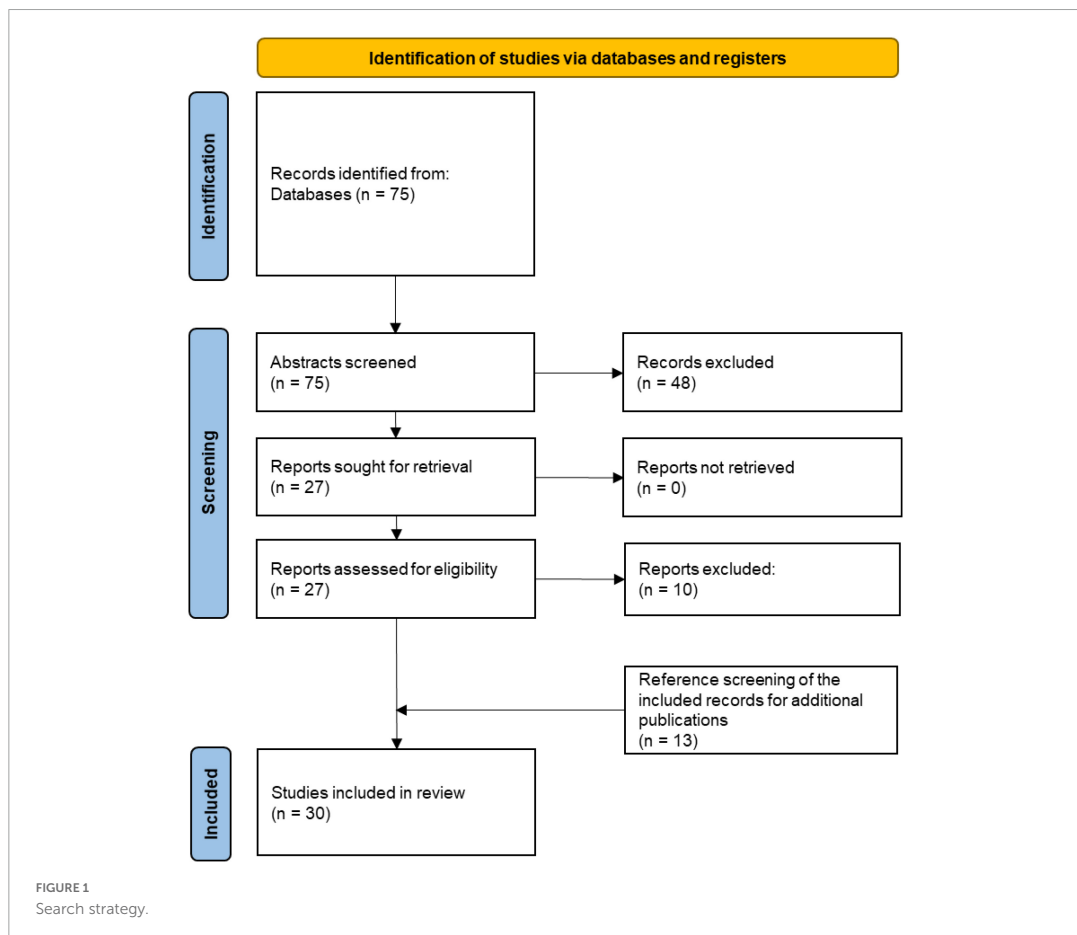 Identification of studies via databases and registers
Identification
Records identified from:
Databases (n = 75)
Screening
Abstracts screened
(n = 75)
Records excluded
(n = 48)
Reports sought for retrieval
(n = 27)
Reports not retrieved
(n = 0)
Reports assessed for eligibility
(n = 27)
Reports excluded:
(n = 10)
Reference screening of the
included records for additional
publications
(n = 13)
Included
Studies included in review
(n = 30)
FIGURE 1
Search strategy.